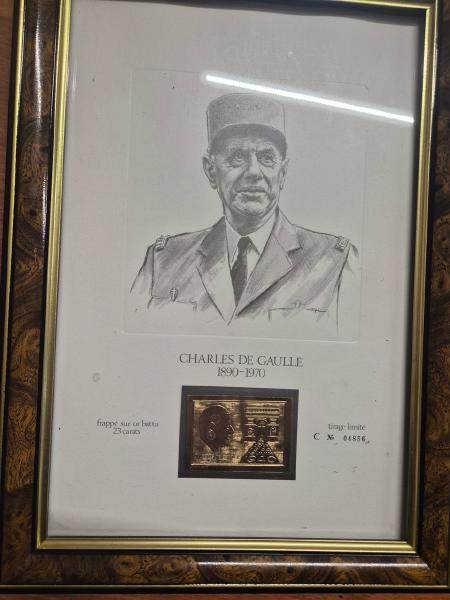 CHARLES DE GAULLE
1890-1970
frappé sur or battu
23 carats
tirage limité
C № 04856